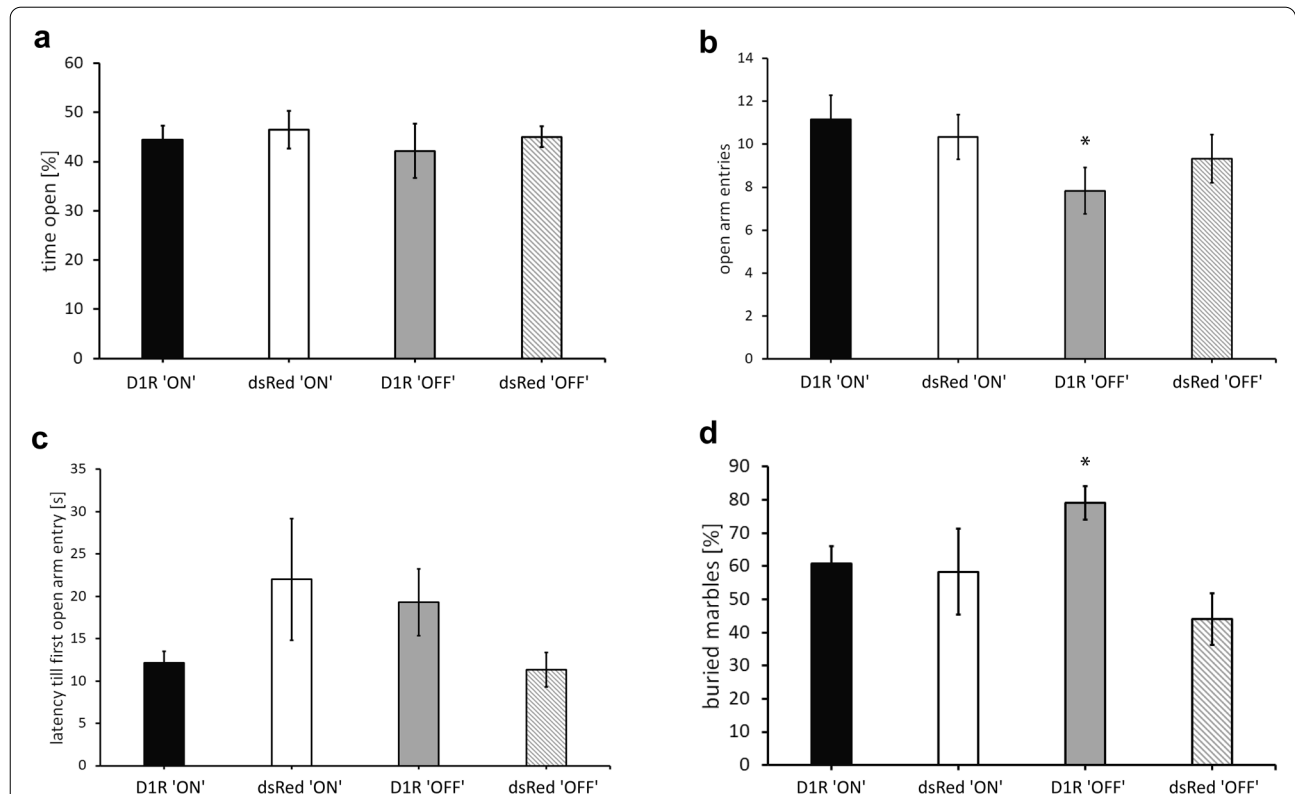 a
60
50
40
30
20
10
0
time open [%]
D1R 'ON' dsRed 'ON' D1R 'OFF' dsRed 'OFF'
b
14
12
10
8
6
4
2
0
open arm entries
*
D1R 'ON' dsRed 'ON' D1R 'OFF' dsRed 'OFF'
c
35
30
25
20
15
10
5
0
latency till first open arm entry [s]
D1R 'ON' dsRed 'ON' D1R 'OFF' dsRed 'OFF'
d
90
80
70
60
50
40
30
20
10
0
buried marbles [%]
*
D1R 'ON' dsRed 'ON' D1R 'OFF' dsRed 'OFF'